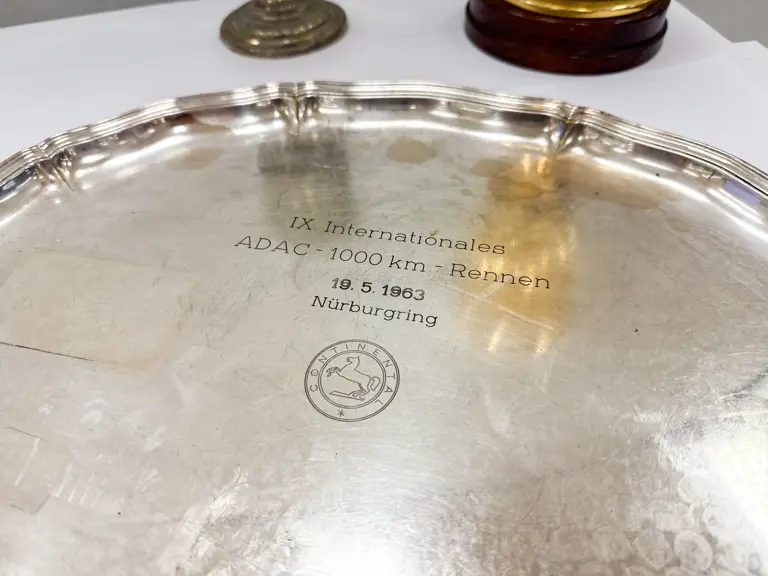 IX Internationales
ADAC - 1000 km - Rennen
19. 5. 1963
Nürburgring
CONTINENTAL
*